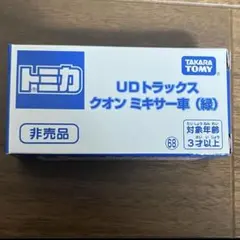 トミカ
TAKARA
TOMY
UDトラックス
クオン ミキサー車(緑)
非売品
68
対象年齢
3才以上